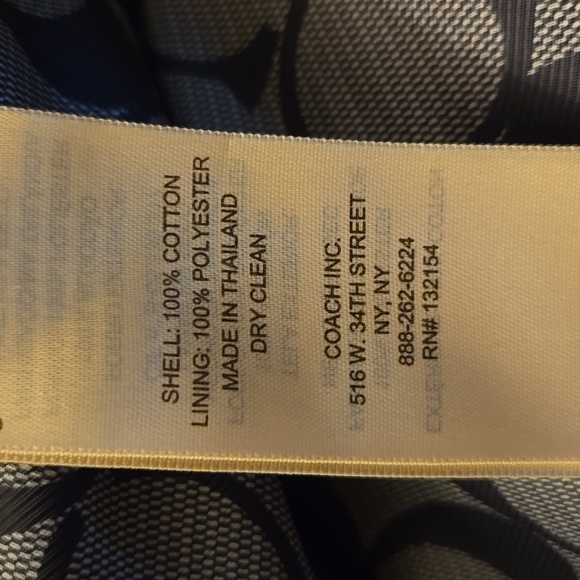 SHELL: 100% COTTON
LINING: 100% POLYESTER
MADE IN THAILAND
DRY CLEAN
COACH INC.
516 W. 34TH STREET
NY, NY
888-262-6224
RN# 132154